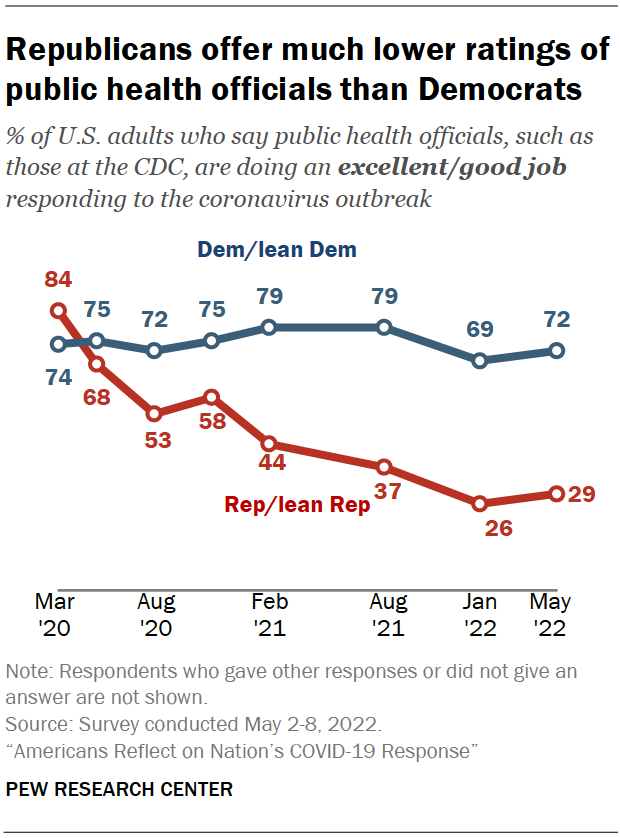 Republicans offer much lower ratings of
public health officials than Democrats
% of U.S. adults who say public health officials, such as
those at the CDC, are doing an excellent/good job
responding to the coronavirus outbreak
Dem/lean Dem
84
75
72
75
79
79
69
72
74
68
53
58
44
37
26
29
Rep/lean Rep
Mar Aug Feb Aug Jan May
'20 '20 '21 '21 '22 '22
Note: Respondents who gave other responses or did not give an
answer are not shown.
Source: Survey conducted May 2-8, 2022.
“Americans Reflect on Nation’s COVID-19 Response”
PEW RESEARCH CENTER